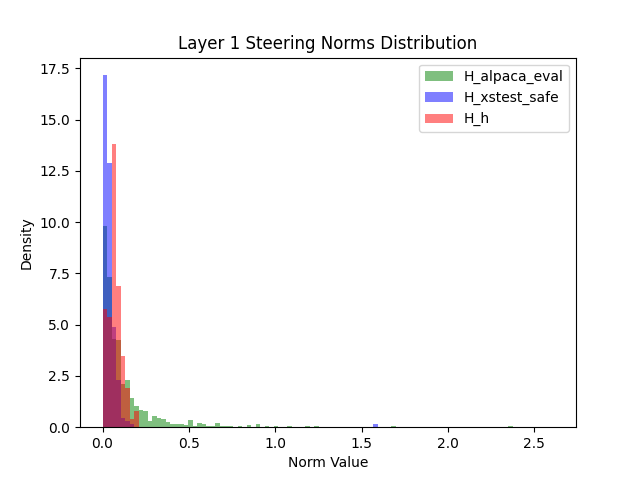 Layer 1 Steering Norms Distribution
H_alpaca_eval
H_xstest_safe
H_h
Density
17.5
15.0
12.5
10.0
7.5
5.0
2.5
0.0
0.0 0.5 1.0 1.5 2.0 2.5
Norm Value